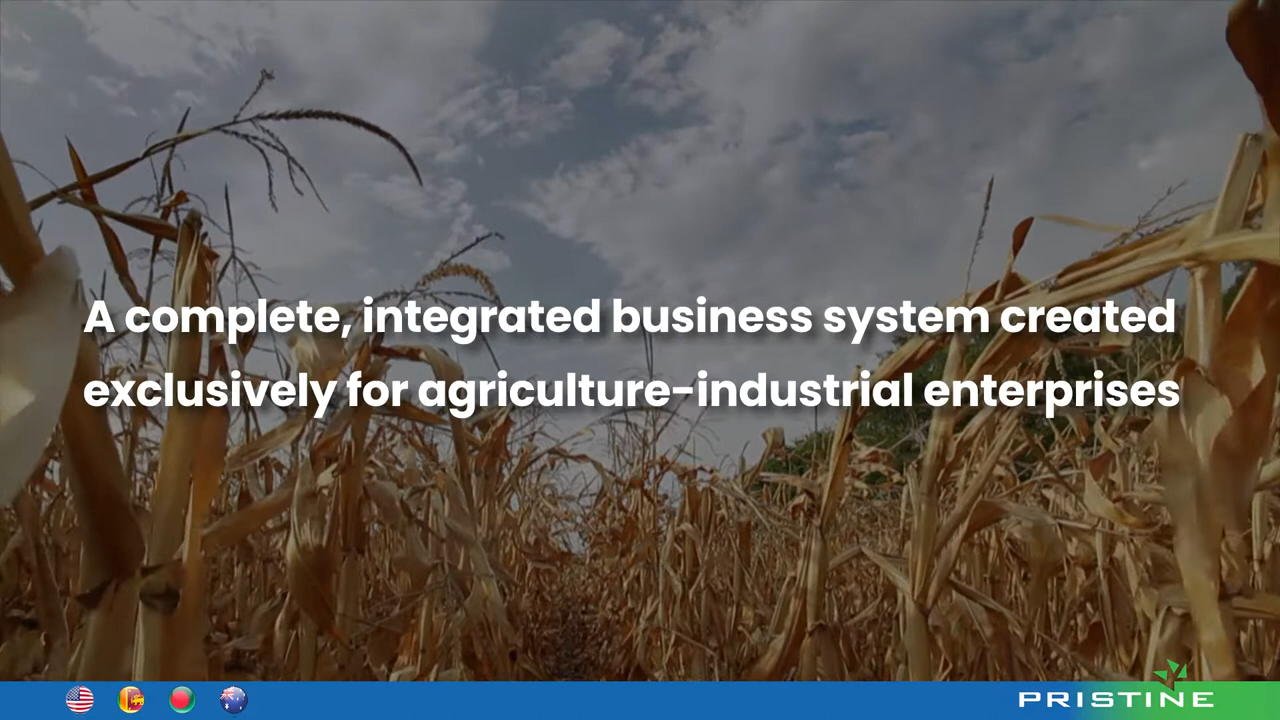 A complete, integrated business system created
exclusively for agriculture-industrial enterprises
PRISTINE